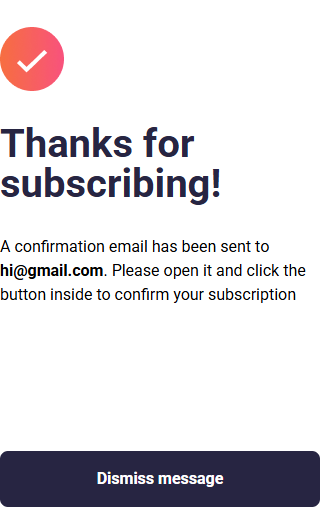 Thanks for
subscribing!
A confirmation email has been sent to
hi@gmail.com. Please open it and click the
button inside to confirm your subscription
Dismiss message